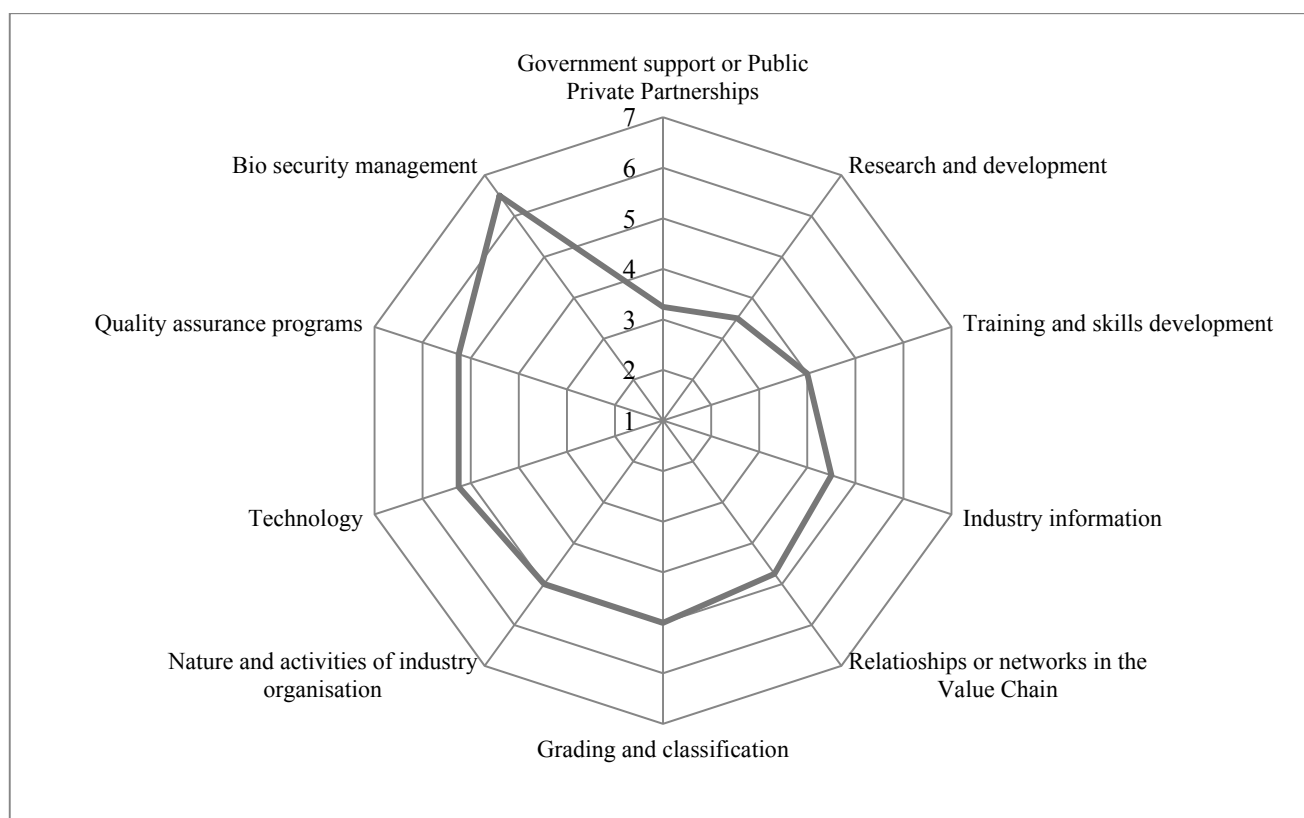 Government support or Public
Private Partnerships
7
Bio security management
Research and development
6
5
4
Quality assurance programs
3
Training and skills development
2
1
Technology
Industry information
Nature and activities of industry
organisation
Relatioships or networks in the
Value Chain
Grading and classification